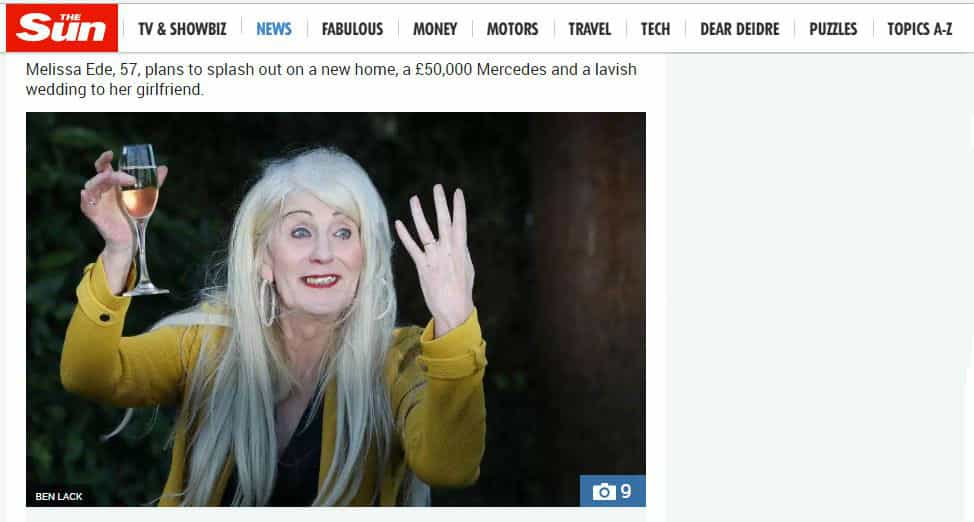 THE
Sun
TV & SHOWBIZ NEWS FABULOUS MONEY MOTORS TRAVEL TECH DEAR DEIDRE PUZZLES TOPICS A-Z
Melissa Ede, 57, plans to splash out on a new home, a £50,000 Mercedes and a lavish
wedding to her girlfriend.
BEN LACK
9